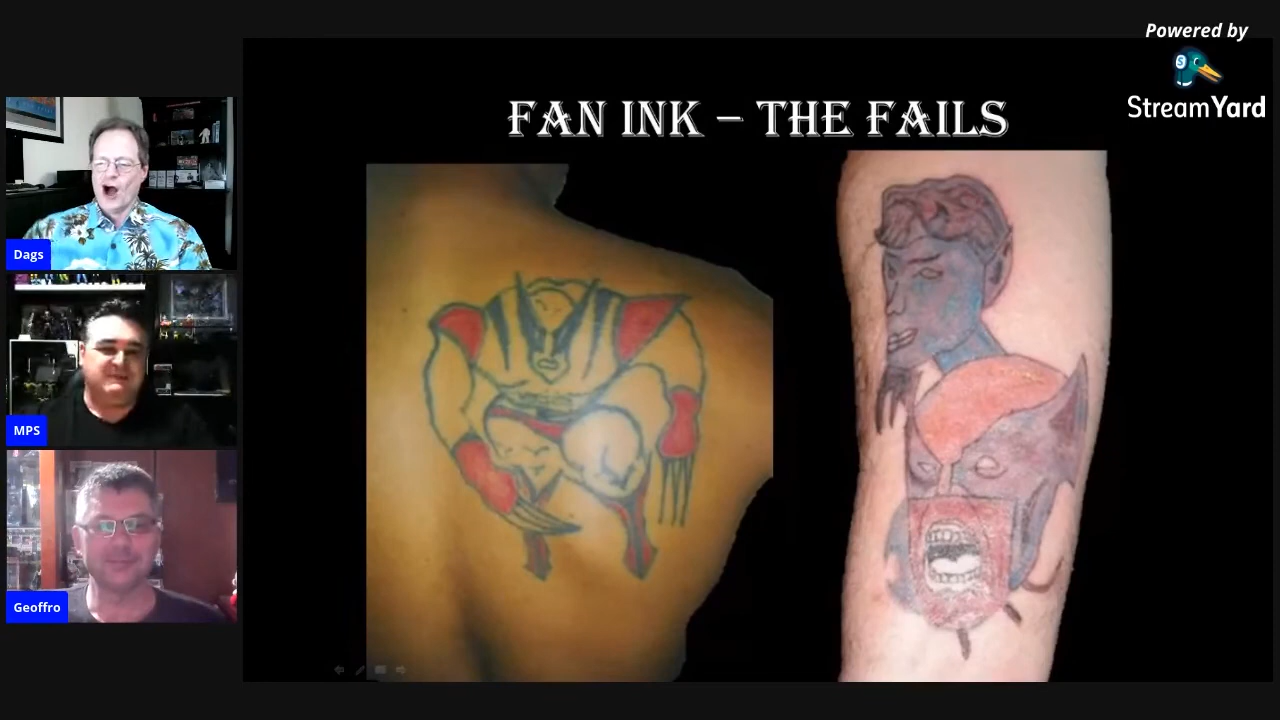 Powered by
StreamYard
FAN INK – THE FAILS
Dags
MPS
Geoffro